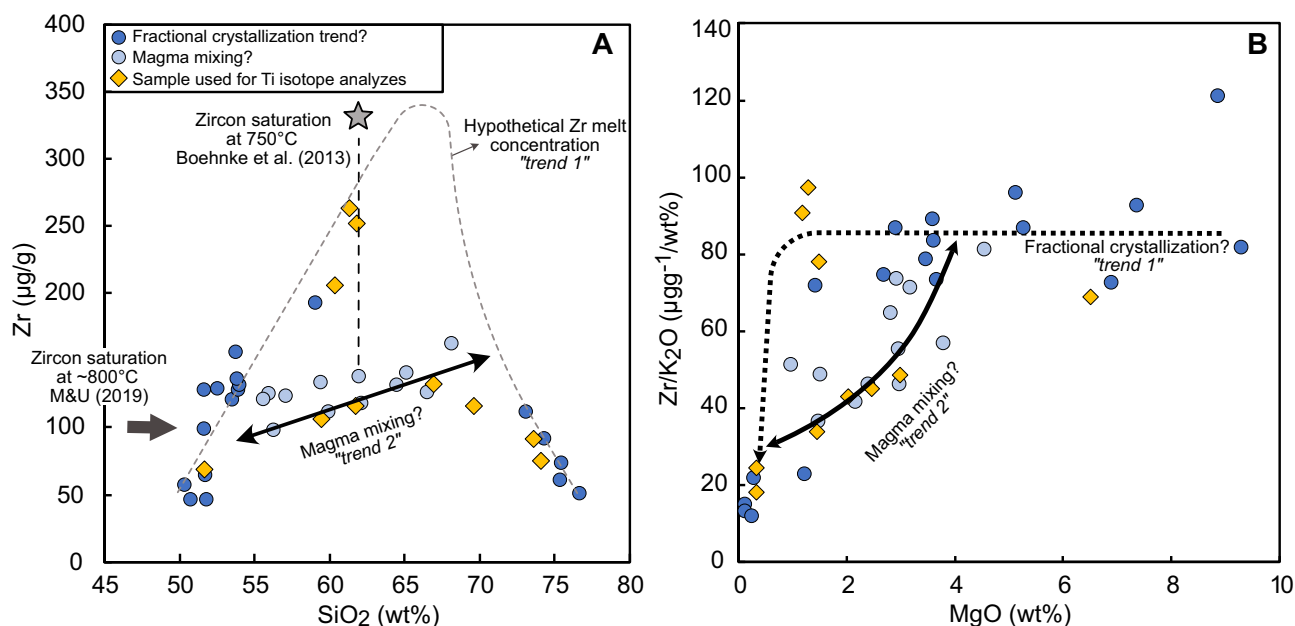 A
Fractional crystallization trend?
Magma mixing?
Sample used for Ti isotope analyzes
Zircon saturation
at 750°C
Boehnke et al. (2013)
Hypothetical Zr melt
concentration
"trend 1"
Zircon saturation
at ~800°C
M&U (2019)
Magma mixing?
"trend 2"
Zr (µg/g)
400
350
300
250
200
150
100
50
0
45 50 55 60 65 70 75 80
SiO₂ (wt%)
B
Fractional crystallization?
"trend 1"
Magma mixing?
"trend 2"
Zr/K₂O (µgg⁻¹/wt%)
140
120
100
80
60
40
20
0
0 2 4 6 8 10
MgO (wt%)